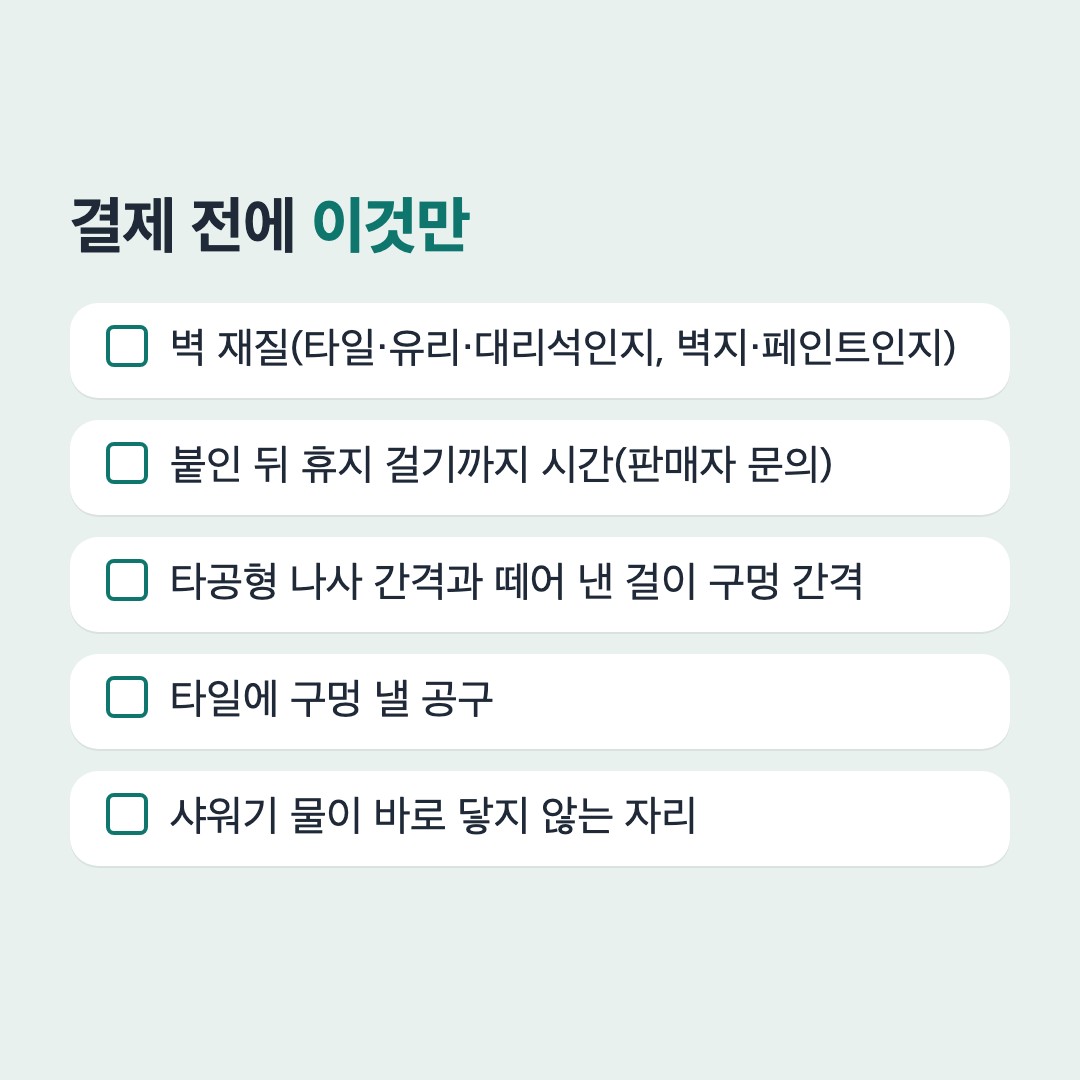 결제 전에 이것만
벽 재질(타일·유리·대리석인지, 벽지·페인트인지)
붙인 뒤 휴지 걸기까지 시간(판매자 문의)
타공형 나사 간격과 떼어 낸 걸이 구멍 간격
타일에 구멍 낼 공구
샤워기 물이 바로 닿지 않는 자리